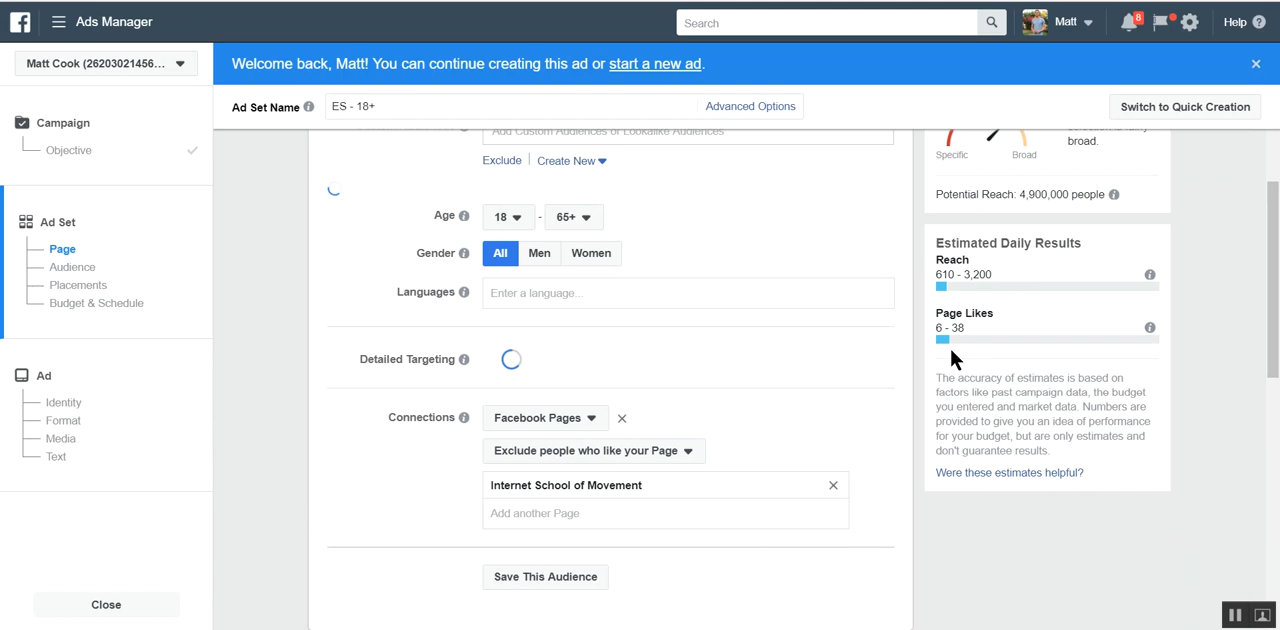 Ads Manager
Search
Matt
8
Help
Matt Cook (26203021456...
Welcome back, Matt! You can continue creating this ad or start a new ad.
Ad Set Name
ES - 18+
Advanced Options
Switch to Quick Creation
Campaign
Objective
Ad Set
Page
Audience
Placements
Budget & Schedule
Ad
Identity
Format
Media
Text
Close
Add Custom Audiences or Lookalike Audiences
Exclude
Create New
Age
18
-
65+
Gender
All
Men
Women
Languages
Enter a language...
Detailed Targeting
Connections
Facebook Pages
Exclude people who like your Page
Internet School of Movement
Add another Page
Save This Audience
broad.
Specific
Broad
Potential Reach: 4,900,000 people
Estimated Daily Results
Reach
610 - 3,200
Page Likes
6 - 38
The accuracy of estimates is based on
factors like past campaign data, the budget
you entered and market data. Numbers are
provided to give you an idea of performance
for your budget, but are only estimates and
don't guarantee results.
Were these estimates helpful?